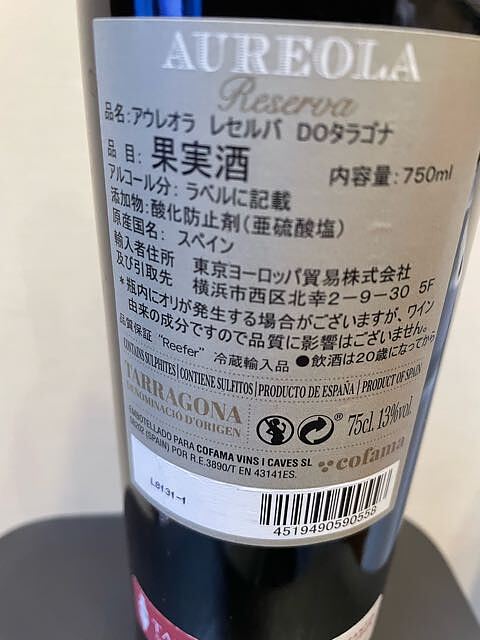 AUREOLA
Reserva
品名:アウレオラ レセルバ DOタラゴナ
品目:果実酒 内容量:750ml
アルコール分:ラベルに記載
添加物:酸化防止剤(亜硫酸塩)
原産国名:スペイン
輸入者住所 東京ヨーロッパ貿易株式会社
及び引取先 横浜市西区北幸2-9-30 5F
*瓶内にオリが発生する場合がございますが、ワイン
由来の成分ですので品質に影響はございません。
品質保証 "Reefer" 冷蔵輸入品 ●飲酒は20歳になってから
CONTAINS SULPHITES | CONTIENE SULFITOS | PRODUCTO DE ESPAÑA | PRODUCT OF SPAIN
TARRAGONA
DENOMINACIÓ D'ORIGEN
® 75cl. 13%vol.
EMBOTELLADO PARA COFAMA VINS I CAVES SL
08202 (SPAIN) POR R.E.3890/T EN 43141ES.
cofama
L8131-1
4519490590558
TA